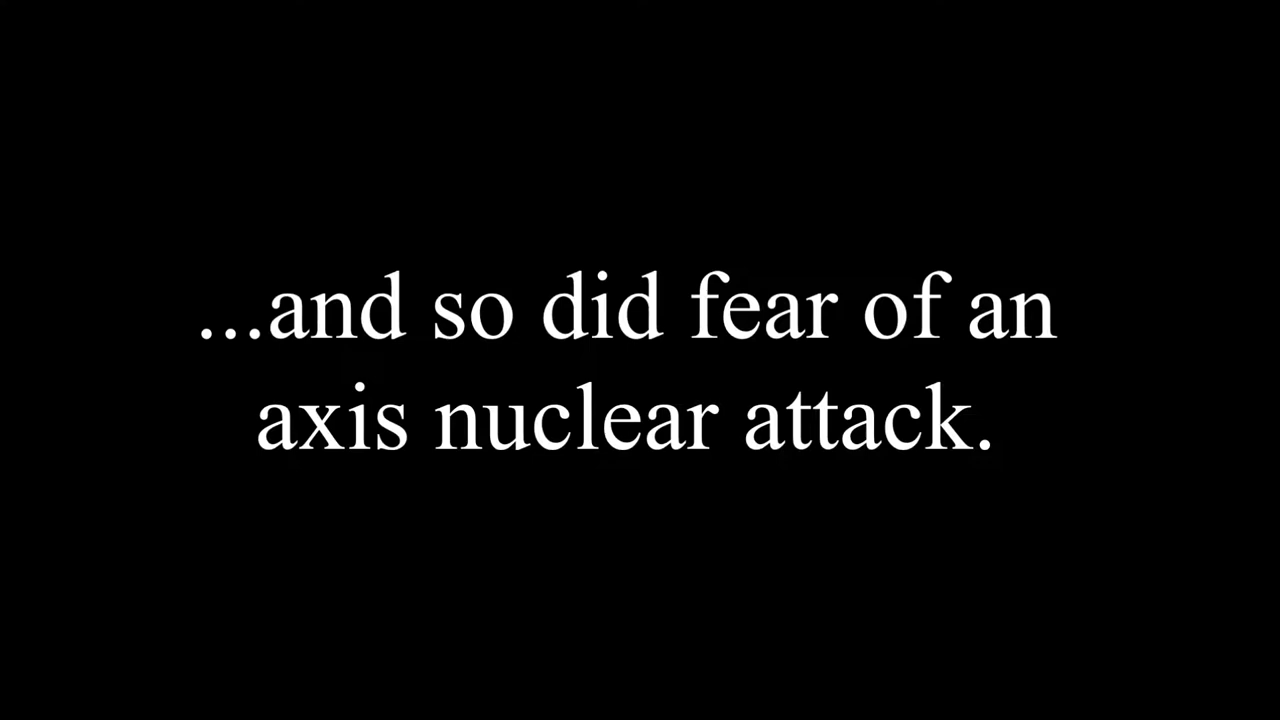 ...and so did fear of an
axis nuclear attack.